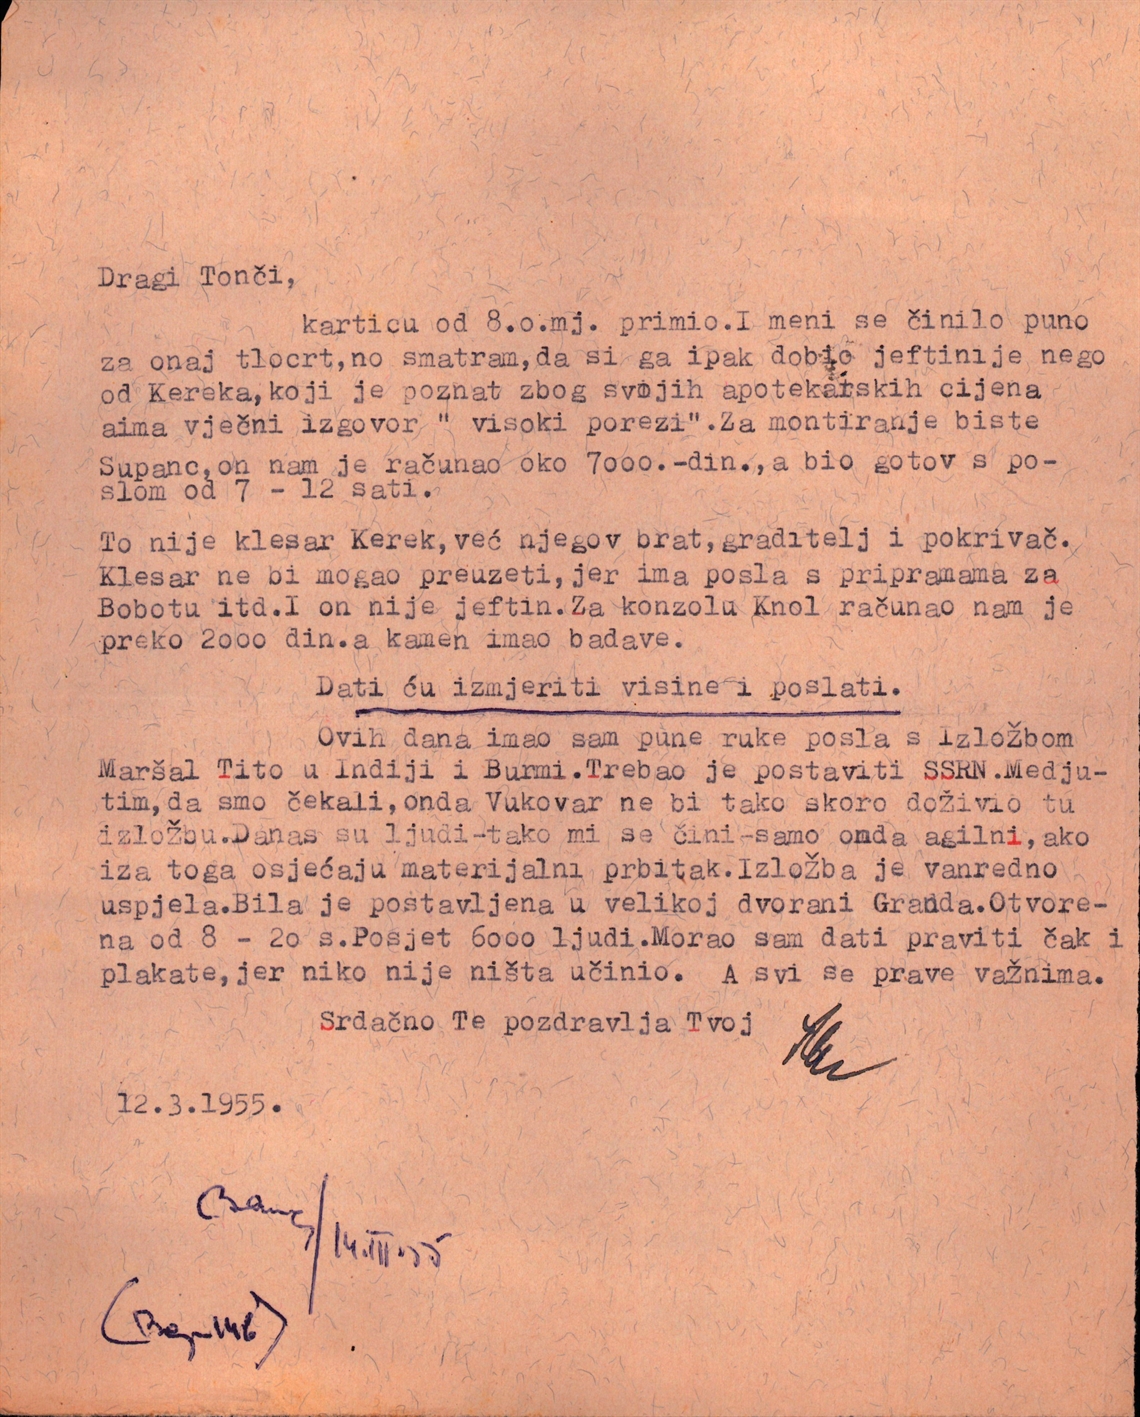 Dragi Tonči,
karticu od 8.o.mj. primio.I meni se činilo puno
za onaj tlocrt,no smatram,da si ga ipak dobio jeftinije nego
od Kereka,koji je poznat zbog svojih apotekarskih cijena
aima vječni izgovor " visoki porezi".Za montiranje biste
Supanc,on nam je računao oko 7ooo.-din.,a bio gotov s po-
slom od 7 - 12 sati.
To nije klesar Kerek,već njegov brat,graditelj i pokrivač.
Klesar ne bi mogao preuzeti,jer ima posla s pripramama za
Bobotu itd.I on nije jeftin.Za konzolu Knol računao nam je
preko 2ooo din.a kamen imao badave.
Dati ću izmjeriti visine i poslati.
Ovih dana imao sam pune ruke posla s Izložbom
Maršal Tito u Indiji i Burmi.Trebao je postaviti SSRN.Medju-
tim,da smo čekali,onda Vukovar ne bi tako skoro doživio tu
izložbu.Danas su ljudi-tako mi se čini-samo onda agilni,ako
iza toga osjećaju materijalni prbitak.Izložba je vanredno
uspjela.Bila je postavljena u velikoj dvorani Granda.Otvore-
na od 8 - 2o s.Posjet 6ooo ljudi.Morao sam dati praviti čak i
plakate,jer niko nije ništa učinio. A svi se prave važnima.
Srdačno Te pozdravlja Tvoj
12.3.1955.
14.III.55